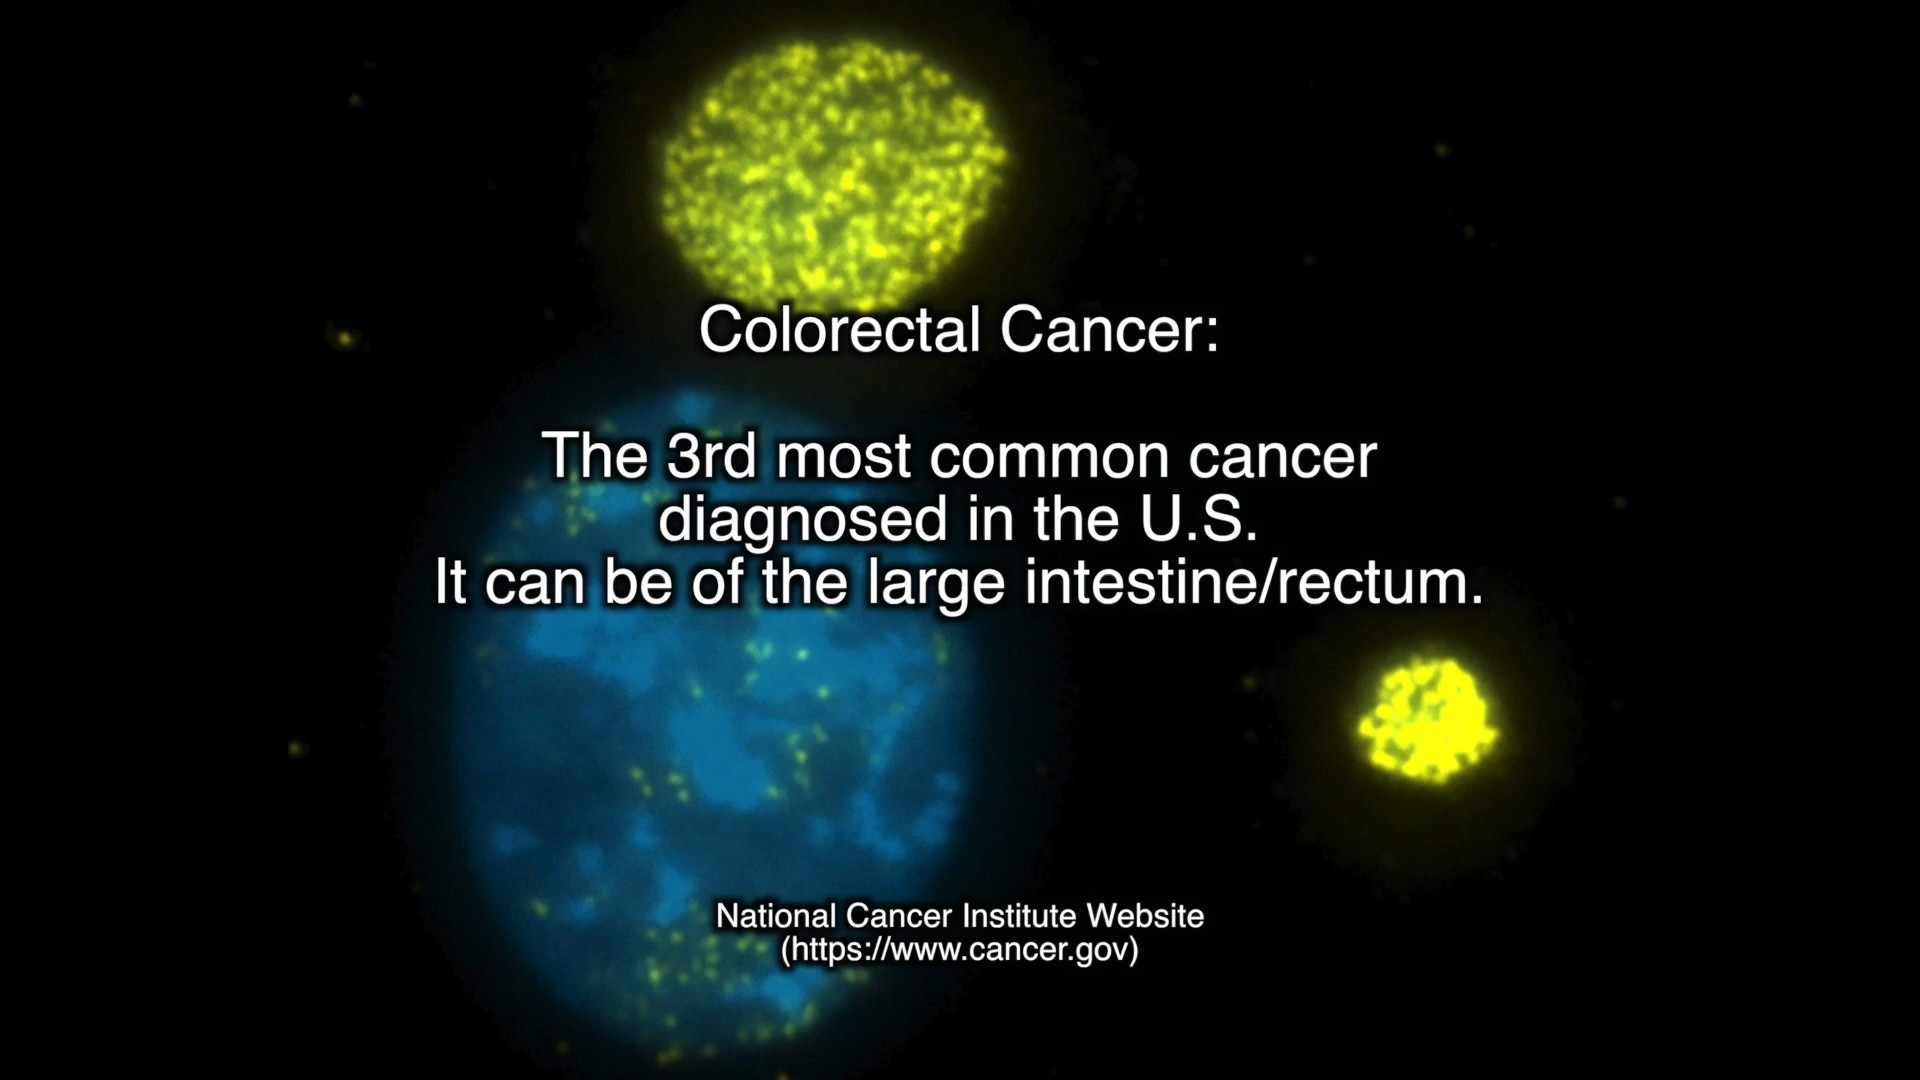 Colorectal Cancer:
The 3rd most common cancer
diagnosed in the U.S.
It can be of the large intestine/rectum.
National Cancer Institute Website
(https://www.cancer.gov)